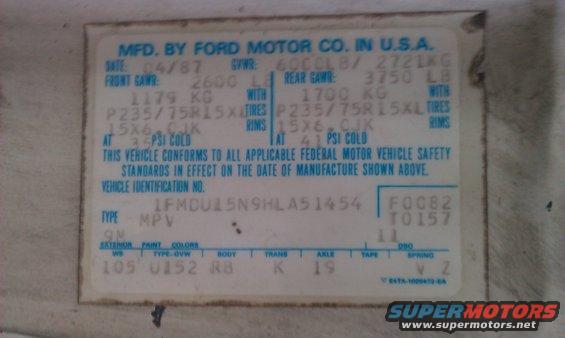 MFD. BY FORD MOTOR CO. IN U.S.A.
DATE: 04/87 GVWR: 6000LB/ 2721KG
FRONT GAWR: 2600 LB REAR GAWR: 3750 LB
1179 KG WITH 1700 KG WITH
P235/75R15XL TIRES P235/75R15XL TIRES
15X6.0JK RIMS 15X6.0JK RIMS
AT 35 PSI COLD AT 41 PSI COLD
THIS VEHICLE CONFORMS TO ALL APPLICABLE FEDERAL MOTOR VEHICLE SAFETY
STANDARDS IN EFFECT ON THE DATE OF MANUFACTURE SHOWN ABOVE.
VEHICLE IDENTIFICATION NO.
1FMDU15N9HLA51454 F0082
TYPE MPV T0157
9M 11
EXTERIOR PAINT COLORS DSO
WB TYPE-GVW BODY TRANS AXLE TAPE SPRING
105 U152 R8 K 19 V Z
SUPERMOTORS
www.supermotors.net